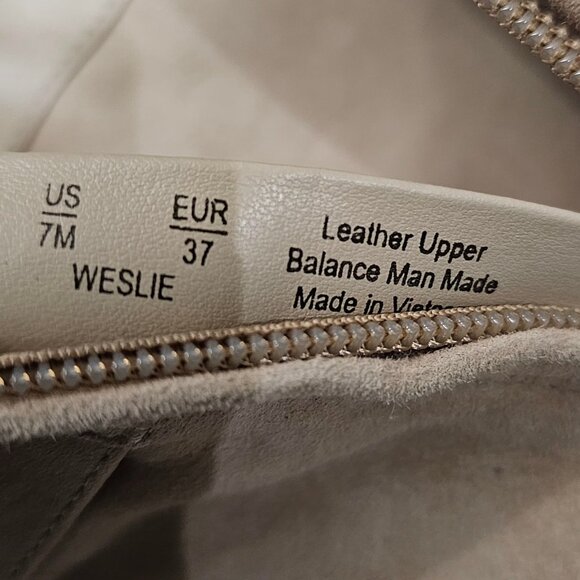 US
7M
EUR
37
WESLIE
Leather Upper
Balance Man Made
Made in